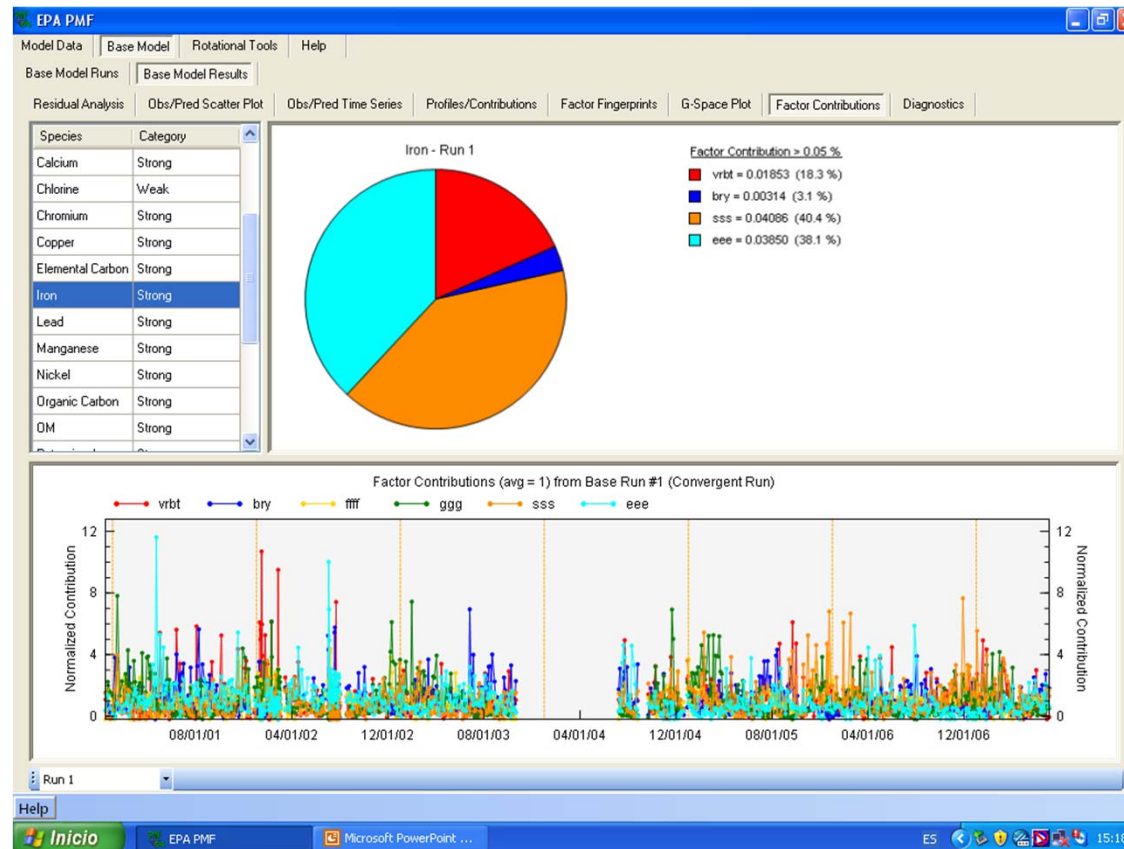 EPA PMF
Model Data Base Model Rotational Tools Help
Base Model Runs Base Model Results
Residual Analysis Obs/Pred Scatter Plot Obs/Pred Time Series Profiles/Contributions Factor Fingerprints G-Space Plot Factor Contributions Diagnostics
Species Category
Calcium Strong
Chlorine Weak
Chromium Strong
Copper Strong
Elemental Carbon Strong
Iron Strong
Lead Strong
Manganese Strong
Nickel Strong
Organic Carbon Strong
OM Strong
Iron - Run 1
Factor Contribution > 0.05 %
vrbt = 0.01853 (18.3 %)
bry = 0.00314 (3.1 %)
sss = 0.04086 (40.4 %)
eee = 0.03850 (38.1 %)
Factor Contributions (avg = 1) from Base Run #1 (Convergent Run)
vrbt bry ffff ggg sss eee
Normalized Contribution
12
8
4
0
08/01/01 04/01/02 12/01/02 08/01/03 04/01/04 12/01/04 08/01/05 04/01/06 12/01/06
12
8
4
0
Normalized Contribution
Run 1
Help
Inicio EPA PMF Microsoft PowerPoint ... ES 15:18